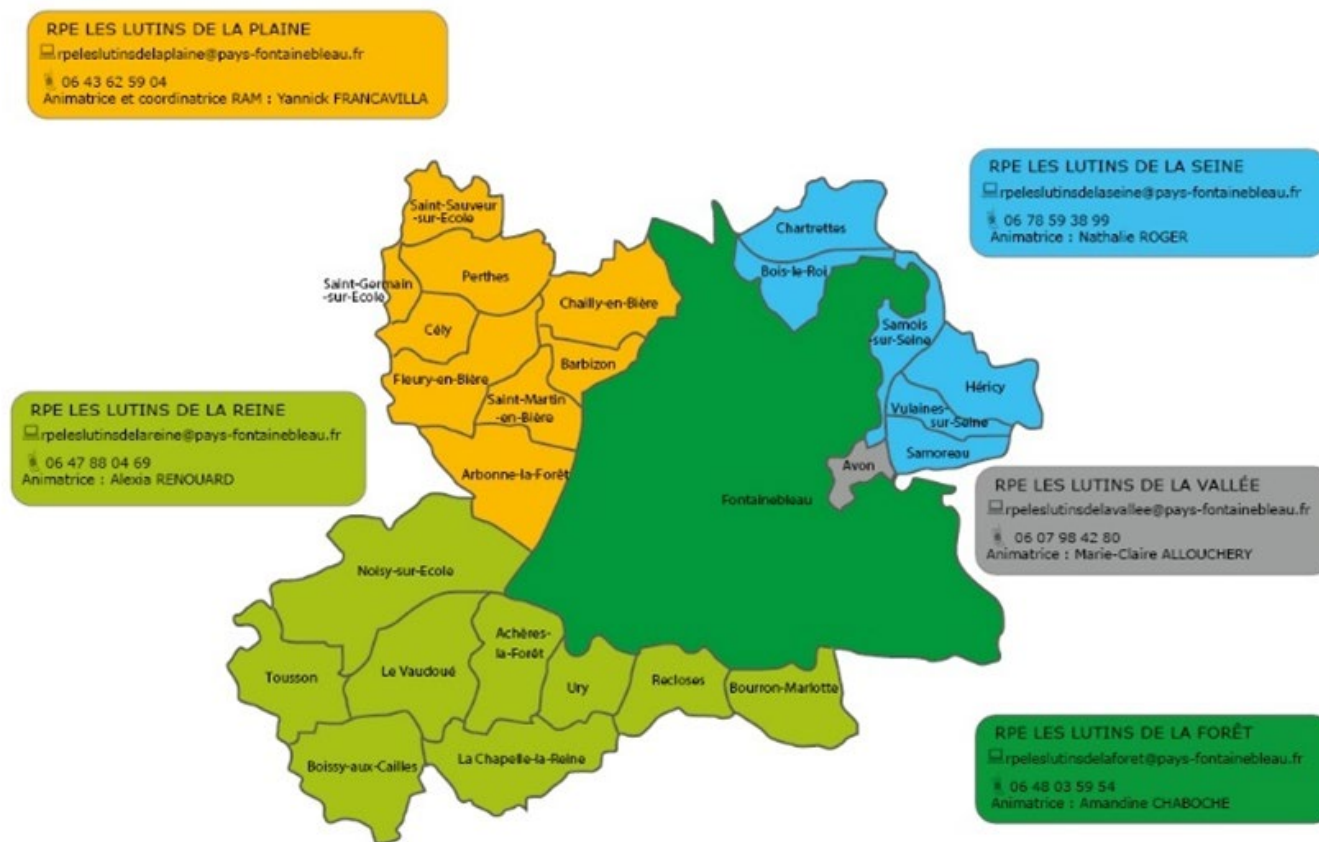 RPE LES LUTINS DE LA PLAINE
rpeleslutinsdelaplaine@pays-fontainebleau.fr
06 43 62 59 04
Animatrice et coordinatrice RAM : Yannick FRANCAVILLA
RPE LES LUTINS DE LA SEINE
rpeleslutinsdelaseine@pays-fontainebleau.fr
06 78 59 38 99
Animatrice : Nathalie ROGER
Saint-Sauveur
-sur-Ecole
Chartrettes
Perthes
Bois-le-Roi
Saint-Germain
-sur-Ecole
Chailly-en-Bière
Cély
Samois
-sur-Seine
Barbizon
Fleury-en-Bière
Héricy
Saint-Martin
-en-Bière
Vulaines-
sur-Seine
Samoreau
RPE LES LUTINS DE LA REINE
rpeleslutinsdelareine@pays-fontainebleau.fr
06 47 88 04 69
Animatrice : Alexia RENOUARD
Arbonne-la-Forêt
Avon
Fontainebleau
RPE LES LUTINS DE LA VALLÉE
rpeleslutinsdelavallee@pays-fontainebleau.fr
06 07 98 42 80
Animatrice : Marie-Claire ALLOUCHERY
Noisy-sur-Ecole
Achères-
la-Forêt
Tousson
Le Vaudoué
Ury
Recloses
Bourron-Marlotte
Boissy-aux-Cailles
La Chapelle-la-Reine
RPE LES LUTINS DE LA FORÊT
rpeleslutinsdelaforet@pays-fontainebleau.fr
06 48 03 59 54
Animatrice : Amandine CHABOCHE